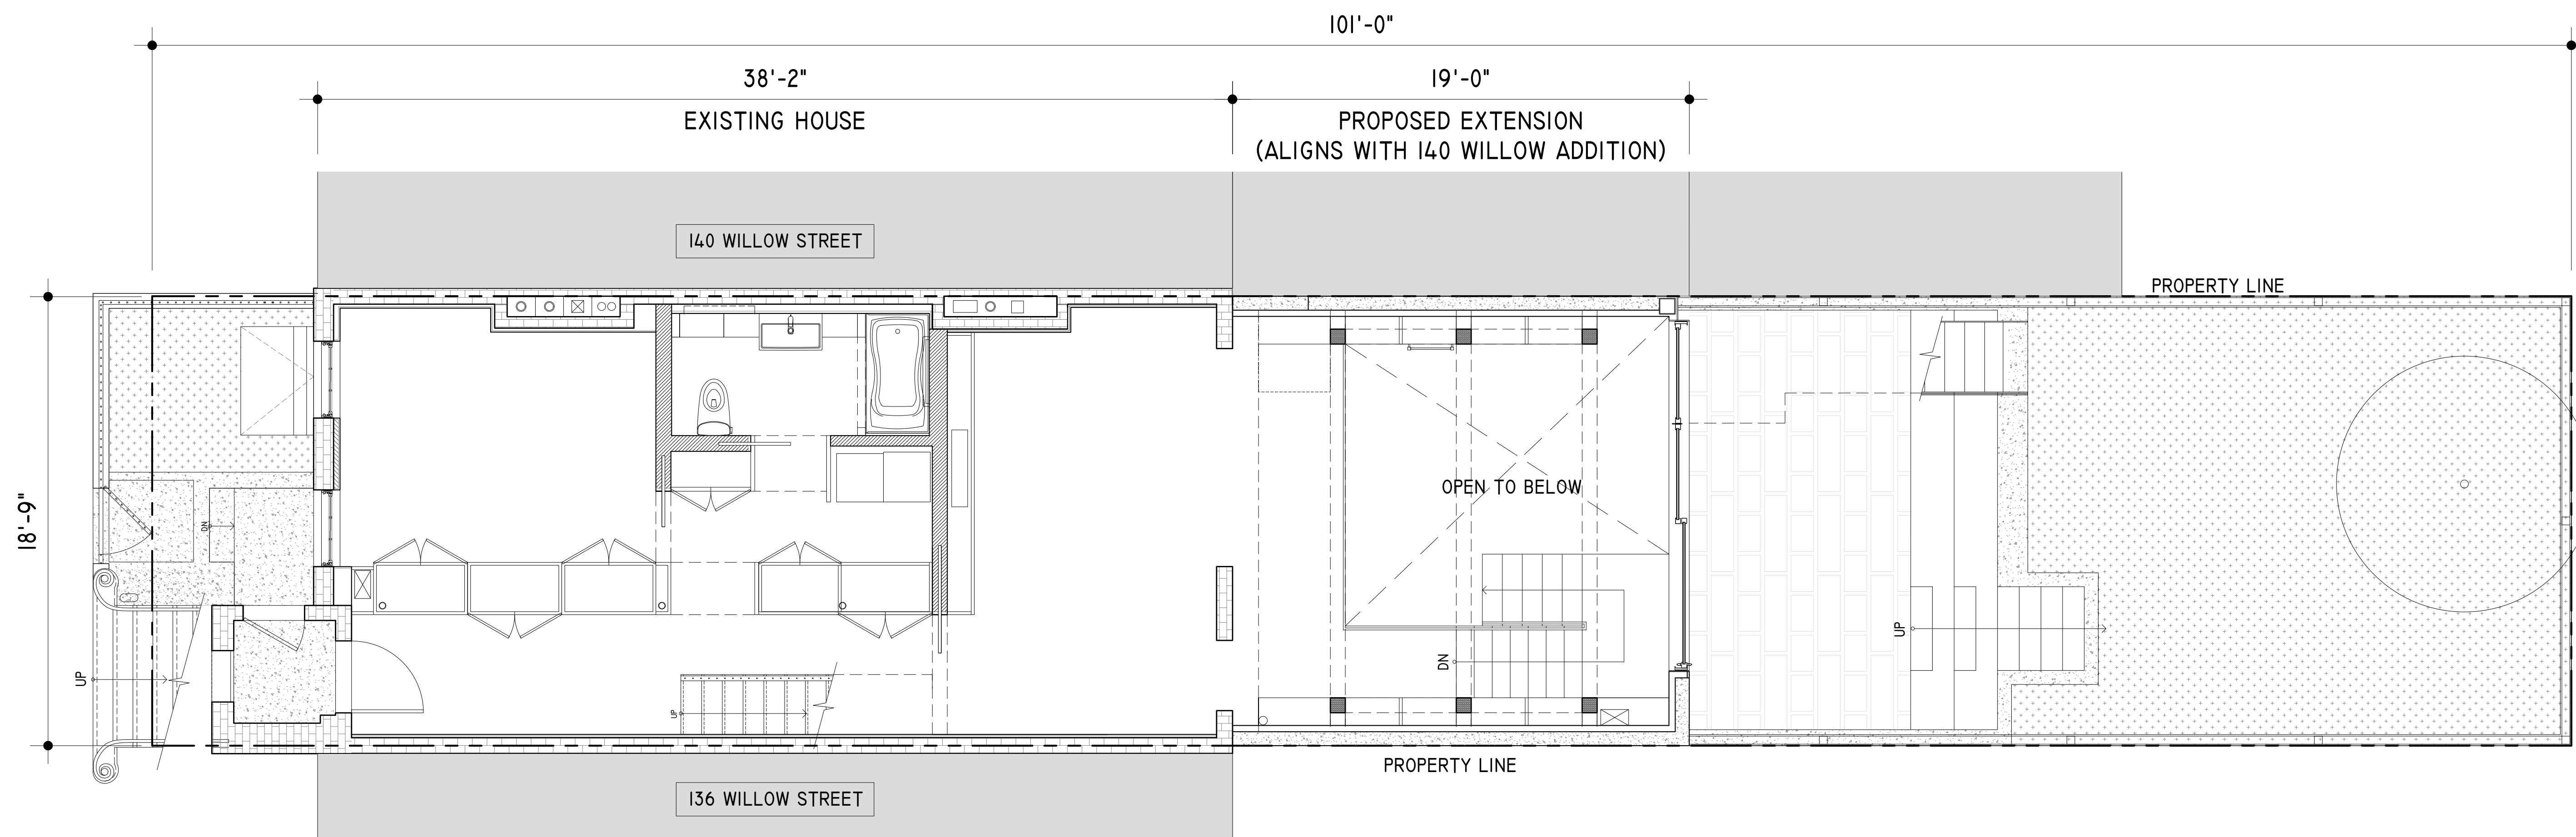 101'-0"
38'-2"
19'-0"
EXISTING HOUSE
PROPOSED EXTENSION
(ALIGNS WITH 140 WILLOW ADDITION)
140 WILLOW STREET
PROPERTY LINE
18'-9"
OPEN TO BELOW
DN
UP
UP
DN
UP
PROPERTY LINE
136 WILLOW STREET